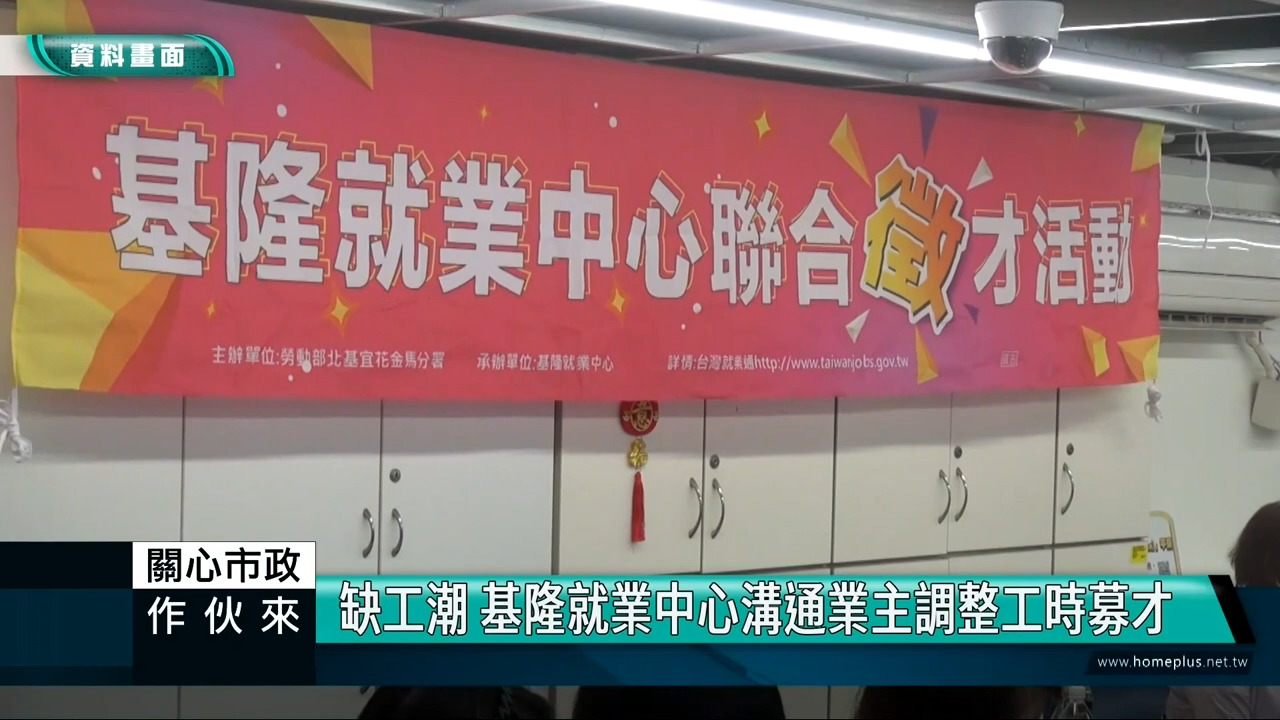 資料畫面
基隆就業中心聯合徵才活動
主辦單位:勞動部北基宜花金馬分署 承辦單位:基隆就業中心 詳情:台灣就業通http://www.taiwanjobs.gov.tw
關心市政
作伙來
缺工潮 基隆就業中心溝通業主調整工時募才
www.homeplus.net.tw